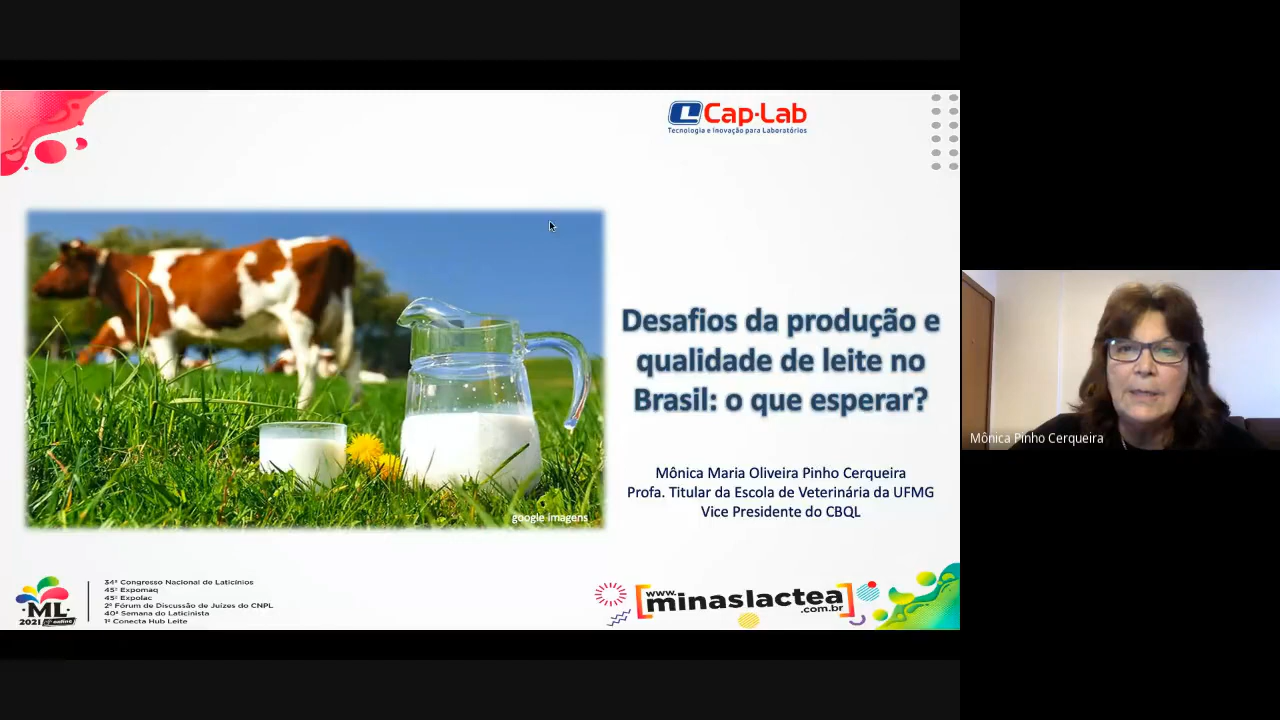 Cap-Lab
Tecnologia e Inovação para Laboratórios
Desafios da produção e
qualidade de leite no
Brasil: o que esperar?
Mônica Maria Oliveira Pinho Cerqueira
Profa. Titular da Escola de Veterinária da UFMG
Vice Presidente do CBQL
google imagens
Mônica Pinho Cerqueira
·ML·
2021 online
34º Congresso Nacional de Laticínios
45ª Expomaq
45ª Expolac
2º Fórum de Discussão de Juízes do CNPL
40ª Semana do Laticinista
1º Conecta Hub Leite
www.
minaslactea
.com.br